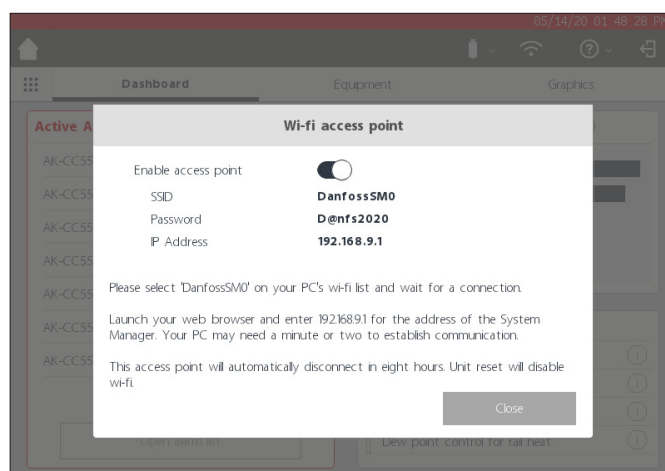 05/14/20 01:48:28 PM
Dashboard Equipment Graphics
Active A
Wi-fi access point
AK-CC55
Enable access point
AK-CC55
SSID DanfossSM0
Password D@nfs2020
AK-CC55
IP Address 192.168.9.1
AK-CC55
Please select 'DanfossSM0' on your PC's wi-fi list and wait for a connection.
AK-CC55
Launch your web browser and enter 192.168.9.1 for the address of the System
AK-CC55
Manager. Your PC may need a minute or two to establish communication.
AK-CC55
This access point will automatically disconnect in eight hours. Unit reset will disable
wi-fi.
Close
Open alarm list
Dew point control for rail heat